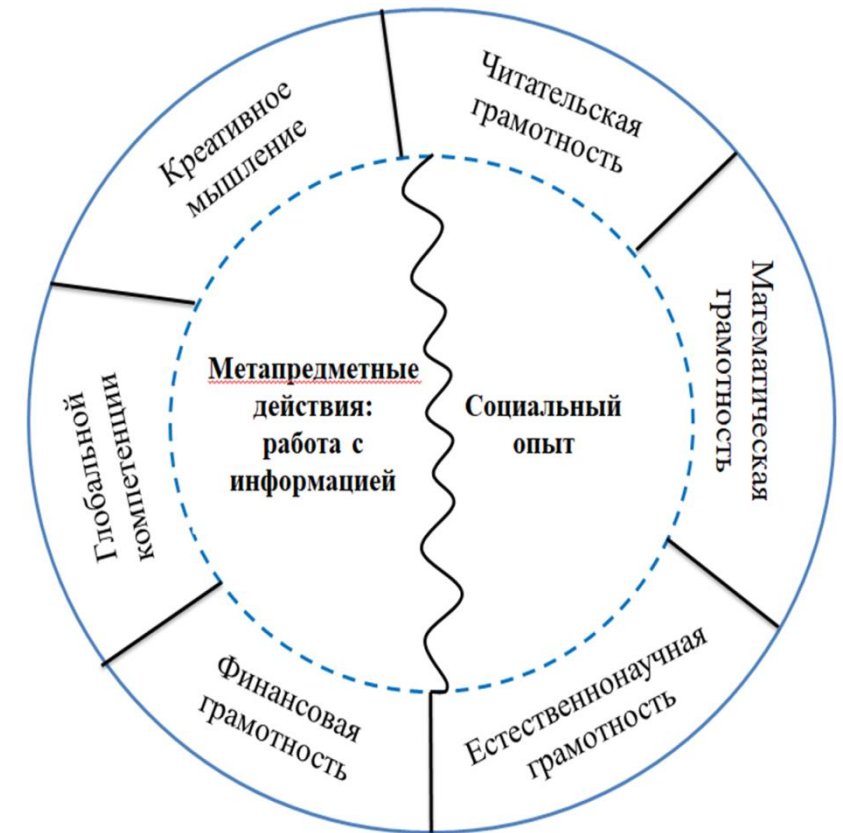 Читательская
грамотность
Математическая
грамотность
Естественнонаучная
грамотность
Финансовая
грамотность
Глобальной
компетенции
Креативное
мышление
Метапредметные
действия:
работа с
информацией
Социальный
опыт